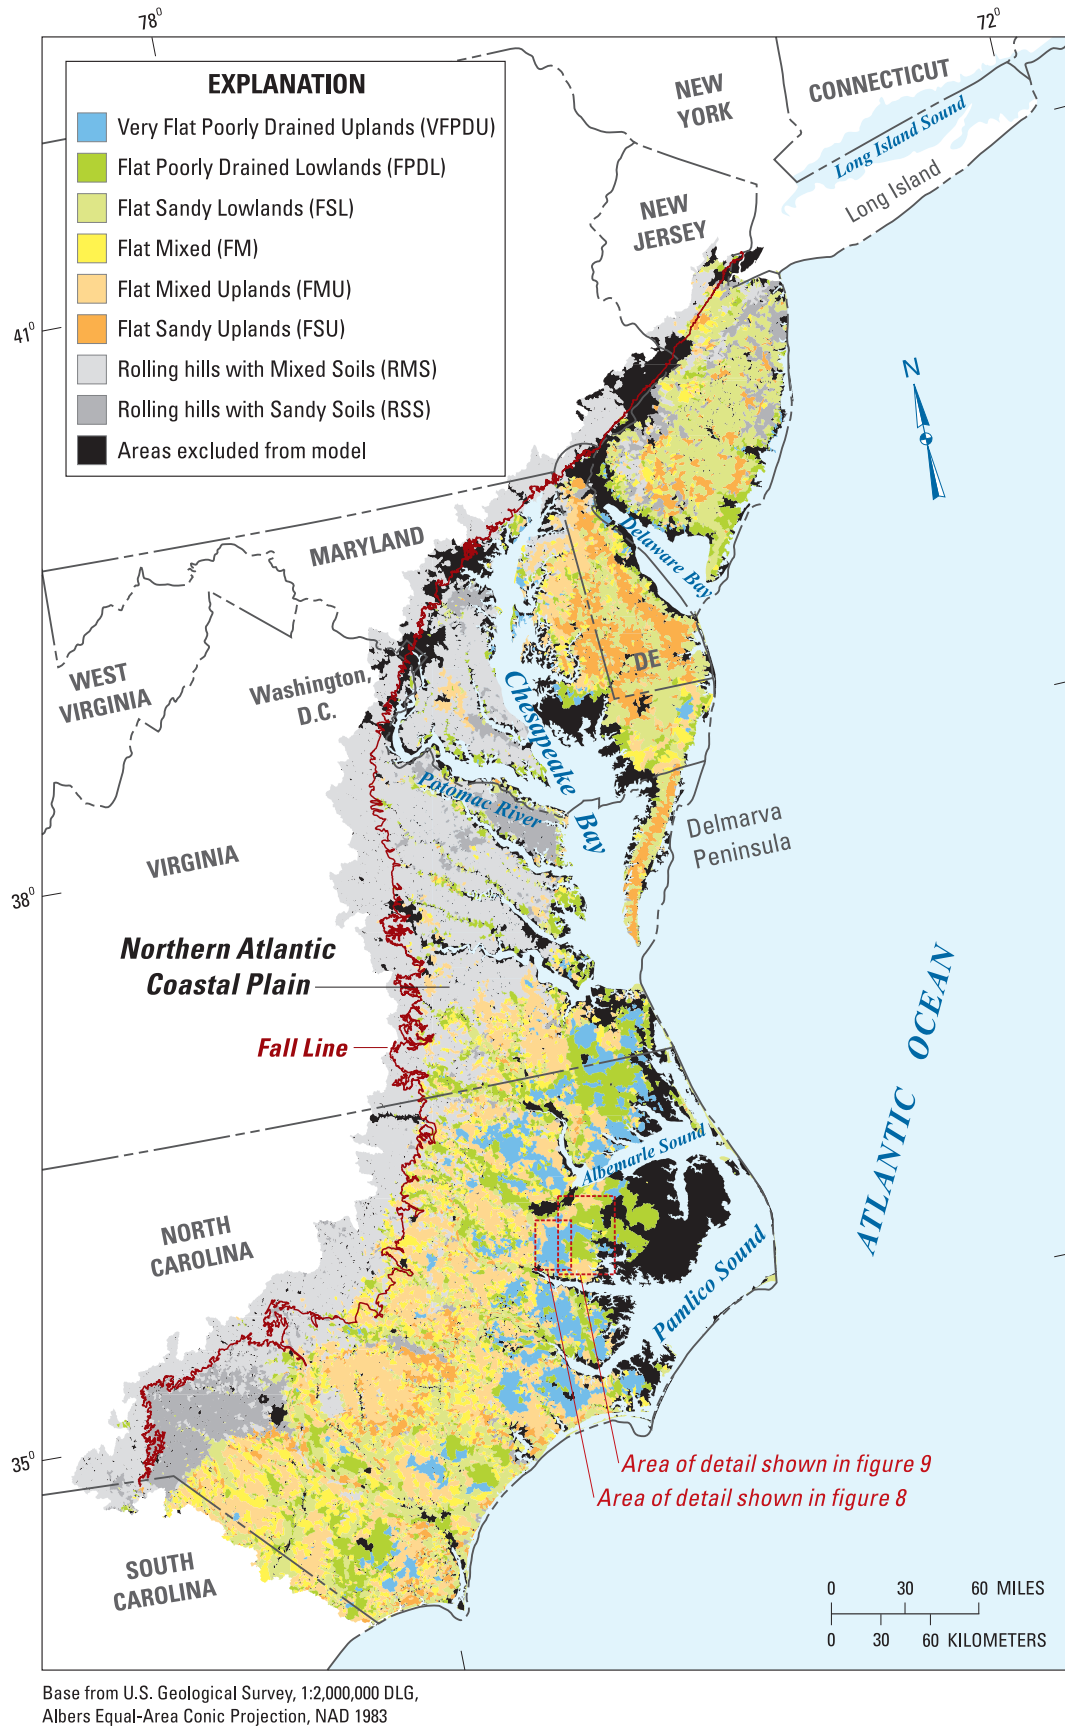 78⁰
72⁰
EXPLANATION
Very Flat Poorly Drained Uplands (VFPDU)
Flat Poorly Drained Lowlands (FPDL)
Flat Sandy Lowlands (FSL)
Flat Mixed (FM)
Flat Mixed Uplands (FMU)
Flat Sandy Uplands (FSU)
Rolling hills with Mixed Soils (RMS)
Rolling hills with Sandy Soils (RSS)
Areas excluded from model
NEW
YORK
CONNECTICUT
Long Island Sound
Long Island
NEW
JERSEY
41⁰
N
MARYLAND
Delaware Bay
WEST
VIRGINIA
Washington,
D.C.
DE
Chesapeake
Bay
Potomac River
Delmarva
Peninsula
VIRGINIA
38⁰
Northern Atlantic
Coastal Plain
Fall Line
ATLANTIC OCEAN
Albemarle Sound
NORTH
CAROLINA
Pamlico Sound
35⁰
Area of detail shown in figure 9
Area of detail shown in figure 8
SOUTH
CAROLINA
0 30 60 MILES
0 30 60 KILOMETERS
Base from U.S. Geological Survey, 1:2,000,000 DLG,
Albers Equal-Area Conic Projection, NAD 1983